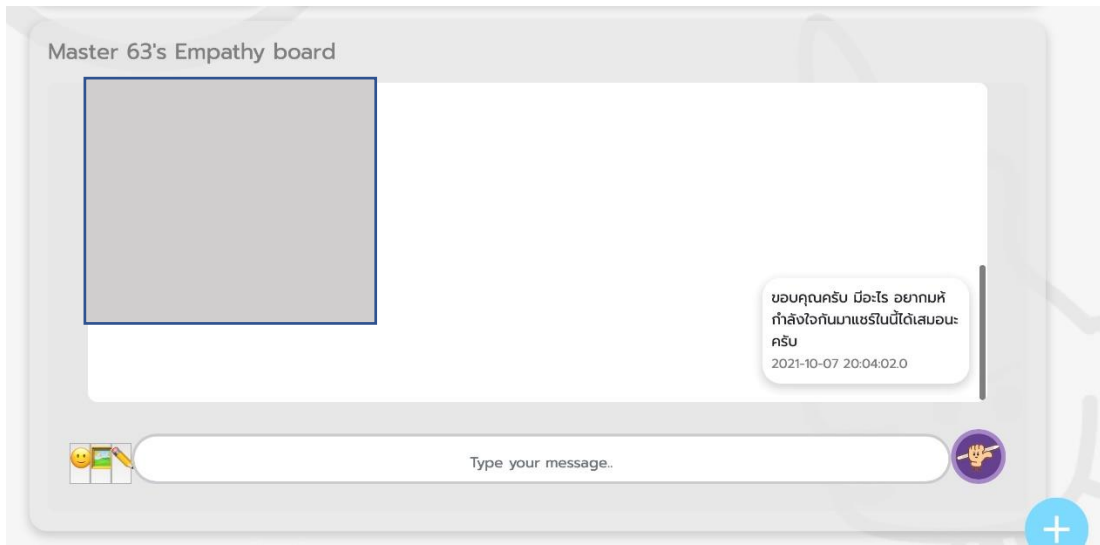 Master 63's Empathy board
ขอบคุณครับ มีอะไร อยากมห้
กำลังใจกันมาแชร์ในนี้ได้เสมอนะ
ครับ
2021-10-07 20:04:02.0
Type your message..